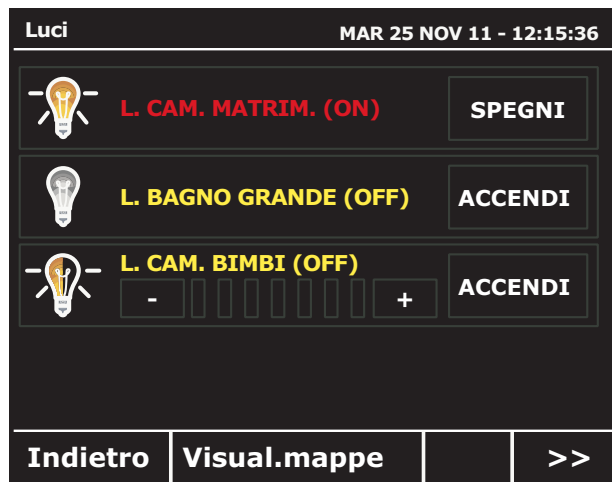 Luci MAR 25 NOV 11 - 12:15:36
L. CAM. MATRIM. (ON) SPEGNI
L. BAGNO GRANDE (OFF) ACCENDI
L. CAM. BIMBI (OFF)
- + ACCENDI
Indietro Visual.mappe >>